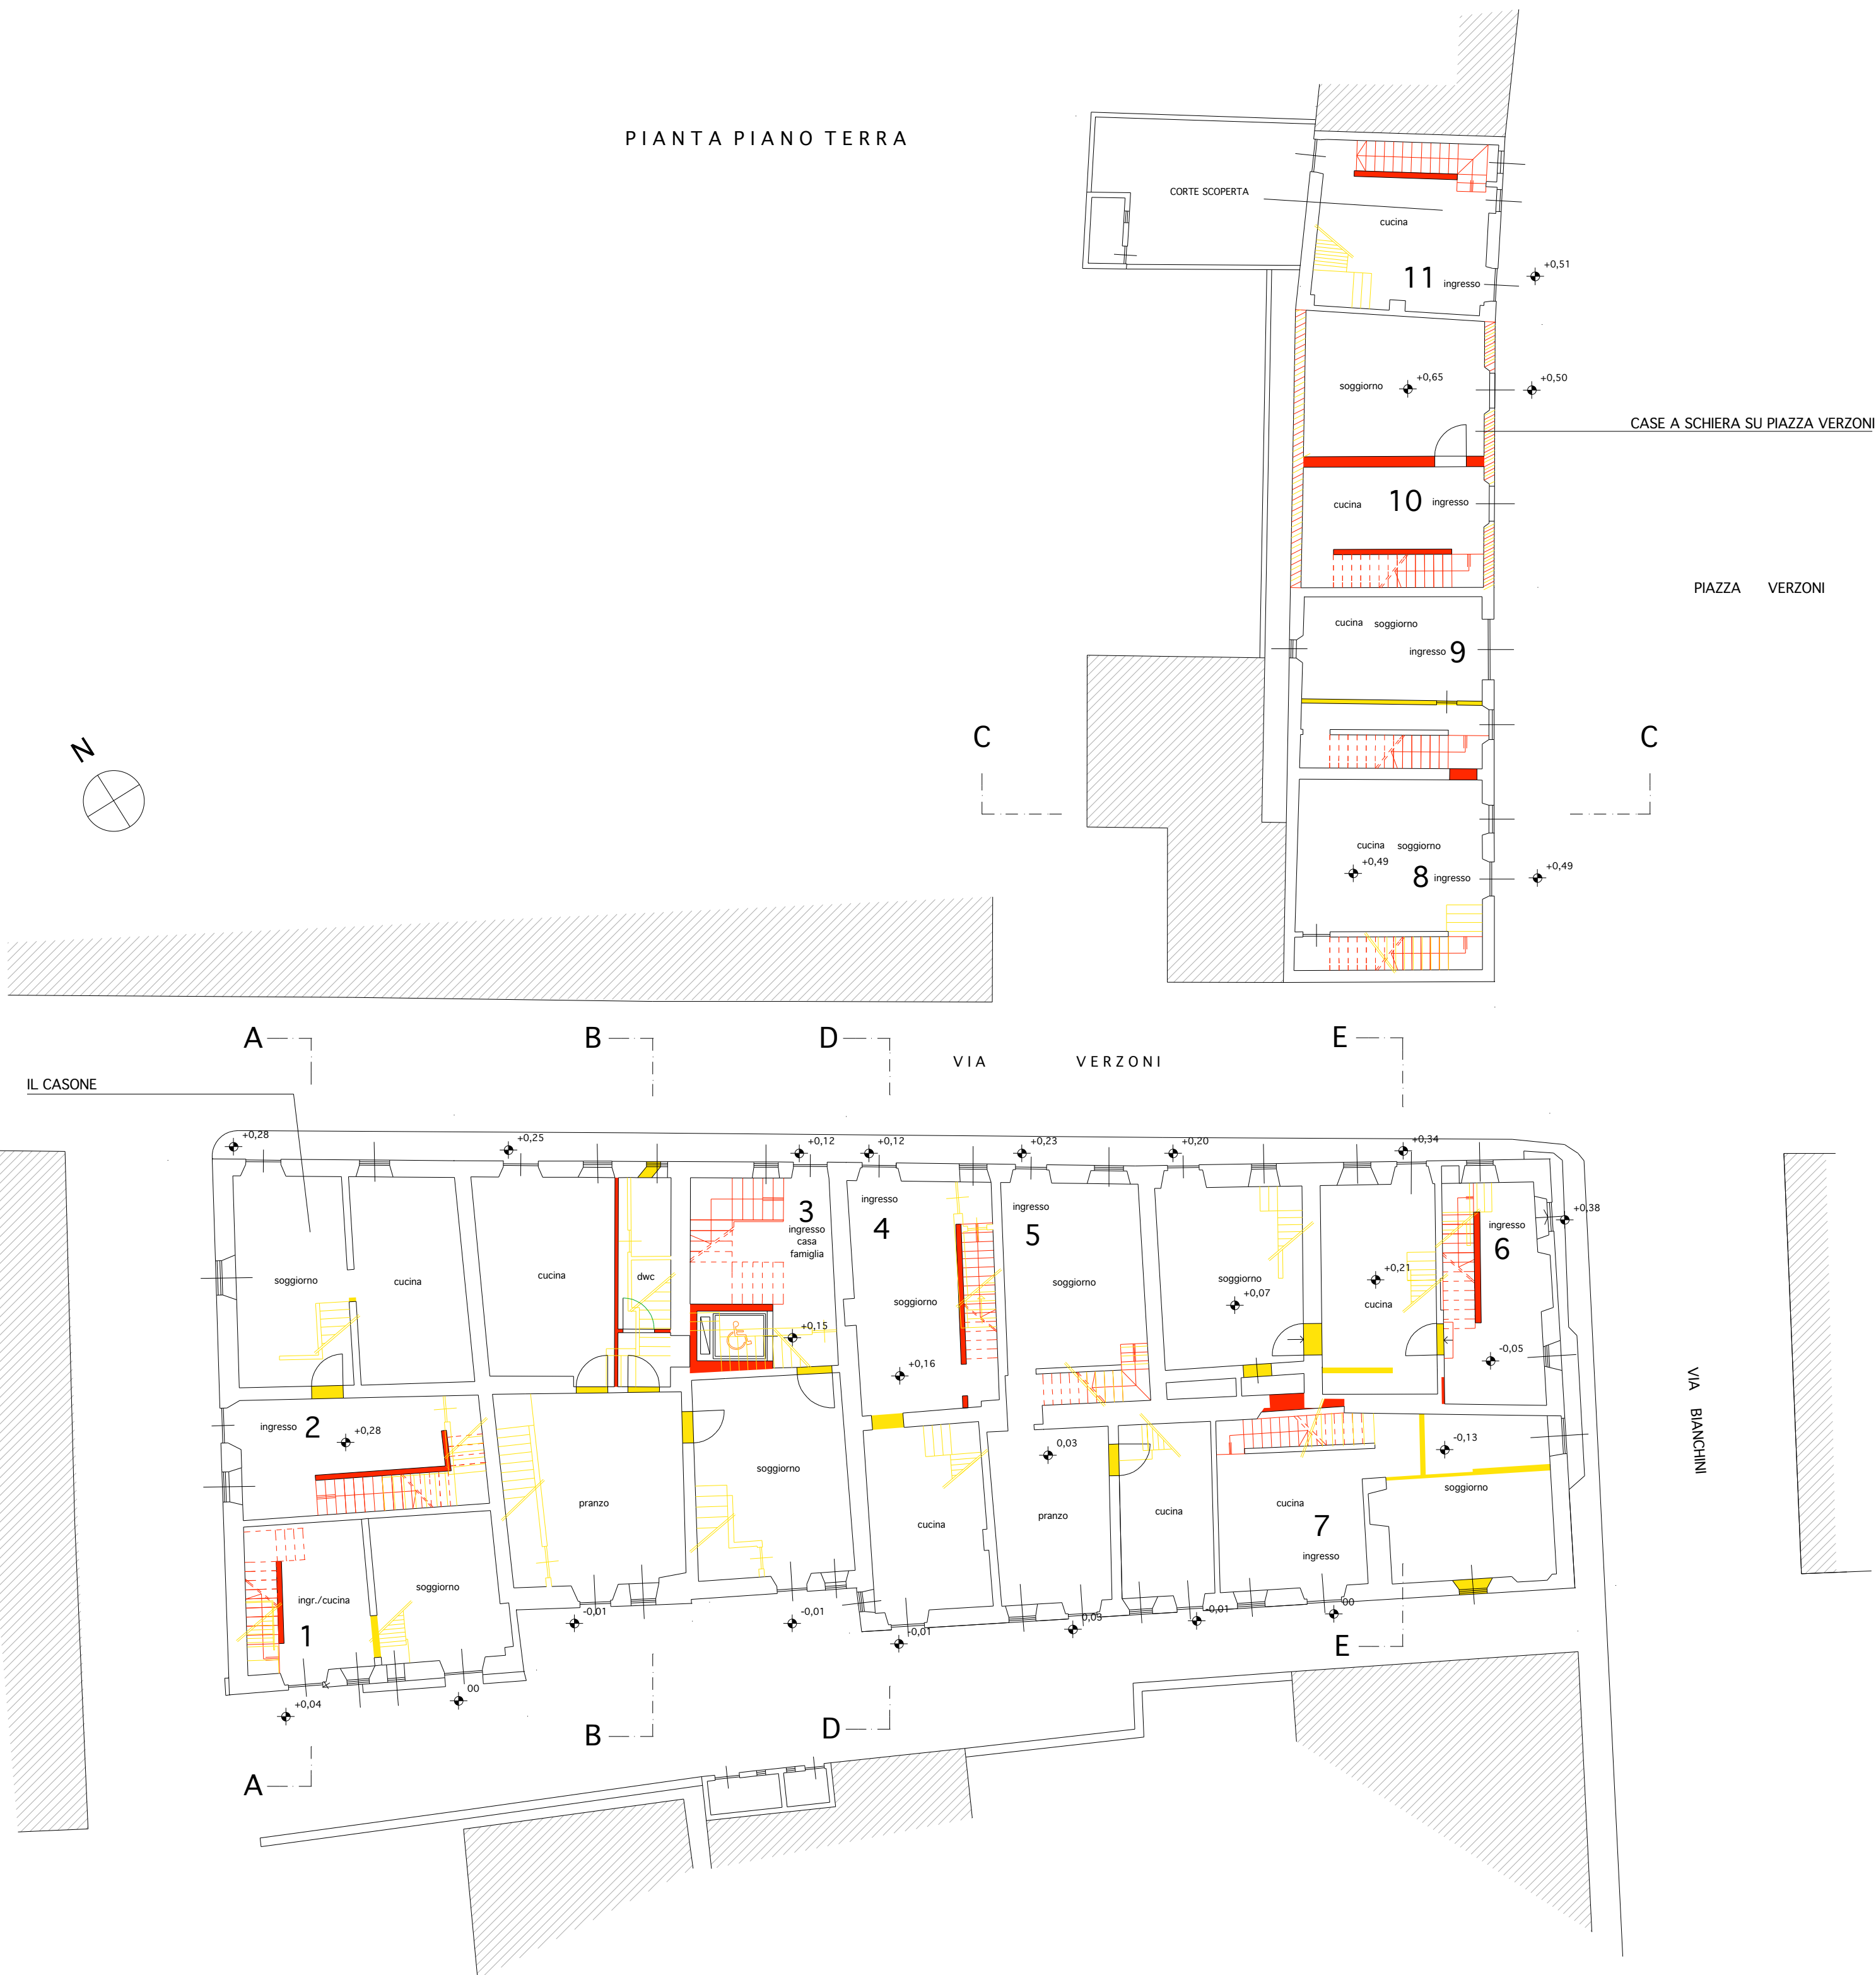 PIANTA PIANO TERRA
CORTE SCOPERTA
cucina
11 ingresso
+0,51
soggiorno
+0,65
+0,50
CASE A SCHIERA SU PIAZZA VERZONI
cucina
10
ingresso
PIAZZA VERZONI
cucina soggiorno
ingresso 9
N
C
C
cucina soggiorno
+0,49
8 ingresso
+0,49
A
B
D
E
VIA VERZONI
IL CASONE
+0,28
+0,25
+0,12
+0,12
+0,23
+0,20
+0,34
+0,38
soggiorno
cucina
cucina
dwc
3
ingresso
casa
famiglia
+0,15
ingresso
4
soggiorno
+0,16
ingresso
5
soggiorno
soggiorno
+0,07
+0,21
cucina
ingresso
6
-0,05
VIA BIANCHINI
ingresso 2
+0,28
pranzo
soggiorno
cucina
0,03
pranzo
cucina
cucina
7
ingresso
-0,13
soggiorno
ingr./cucina
1
soggiorno
+0,04
00
-0,01
-0,01
-0,01
0,03
-0,01
00
E
B
D
A